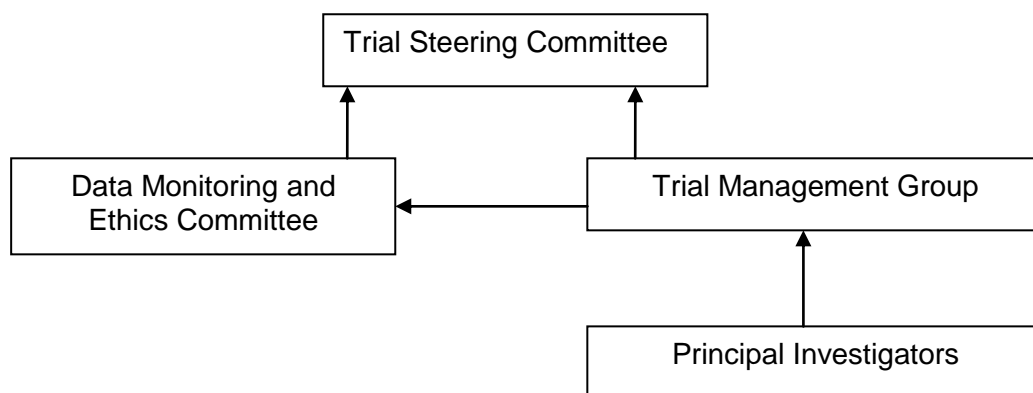 Trial Steering Committee
Data Monitoring and
Ethics Committee
Trial Management Group
Principal Investigators